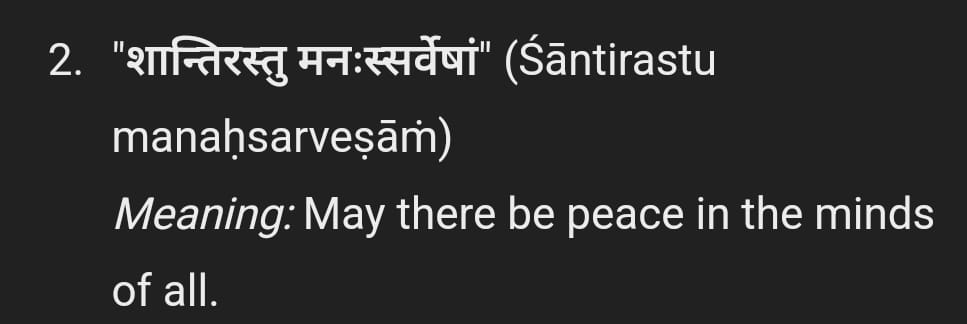 2. "शान्तिरस्तु मनःस्सर्वेषां" (Śāntirastu
manaḥsarveṣāṁ)
Meaning: May there be peace in the minds
of all.